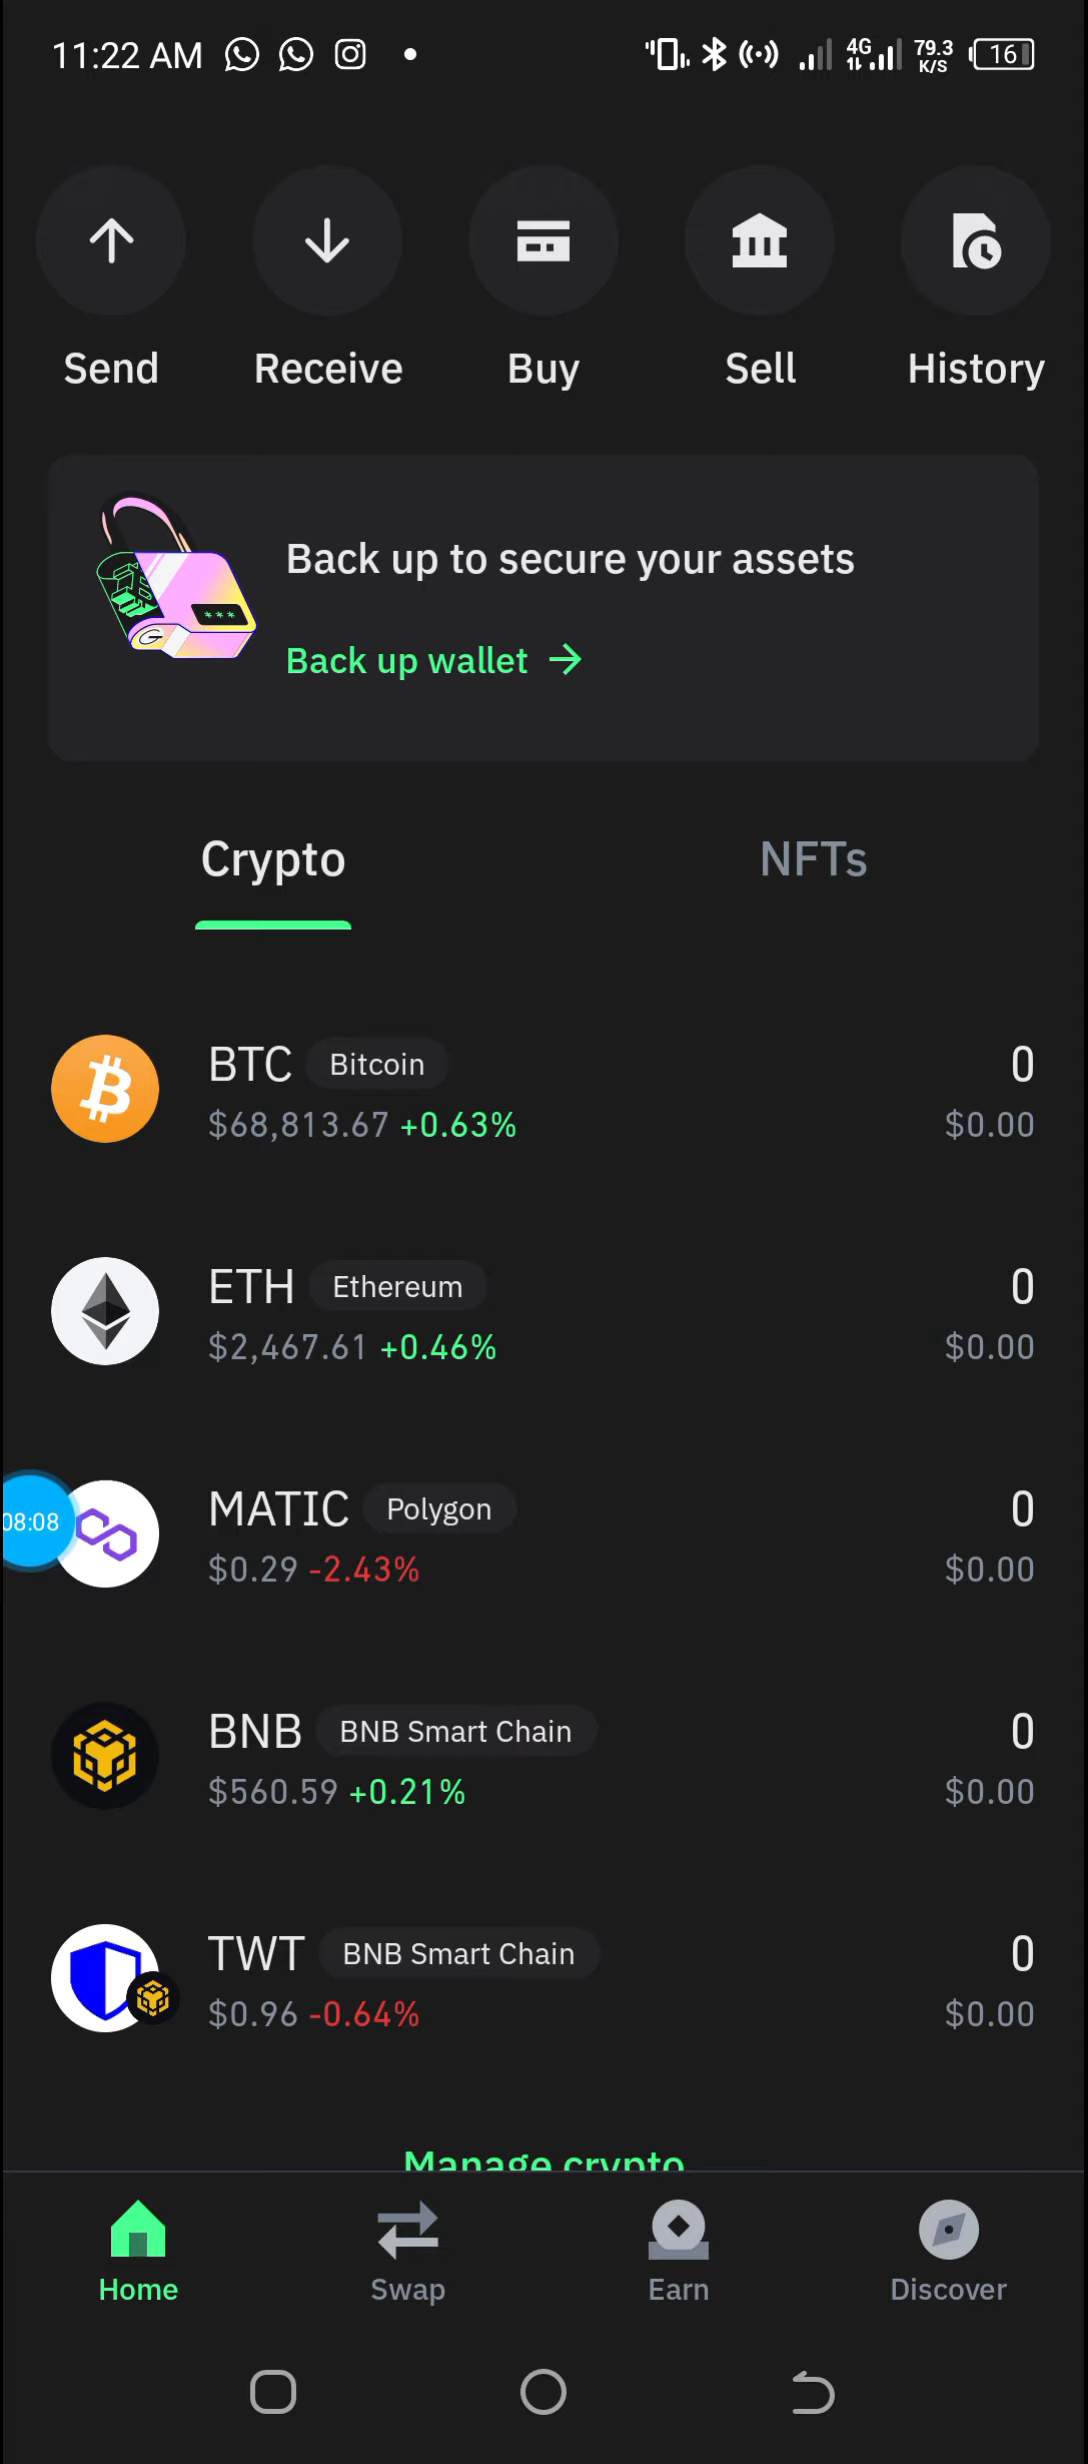 11:22 AM 4G 79.3 K/S 16
Send Receive Buy Sell History
Back up to secure your assets
Back up wallet
Crypto NFTs
BTC Bitcoin 0
$68,813.67 +0.63% $0.00
ETH Ethereum 0
$2,467.61 +0.46% $0.00
08:08
MATIC Polygon 0
$0.29 -2.43% $0.00
BNB BNB Smart Chain 0
$560.59 +0.21% $0.00
TWT BNB Smart Chain 0
$0.96 -0.64% $0.00
Manage crypto
Home Swap Earn Discover